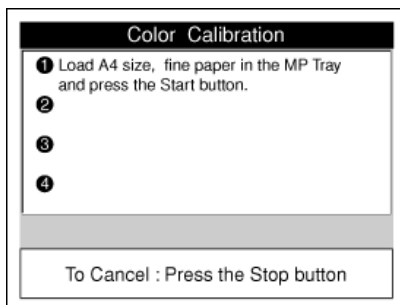 Color Calibration
❶ Load A4 size, fine paper in the MP Tray
and press the Start button.
❷
❸
❹
To Cancel : Press the Stop button